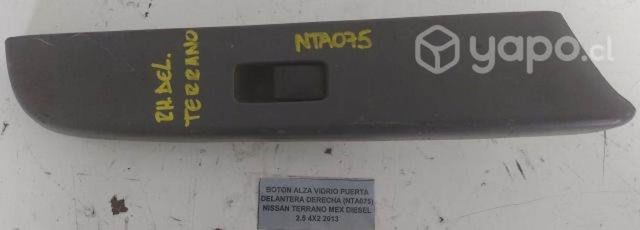 RH.DEL.
TERRANO
NTA075
yapo.cl
BOTON ALZA VIDRIO PUERTA
DELANTERA DERECHA (NTA075)
NISSAN TERRANO MEX DIESEL
2.5 4X2 2013